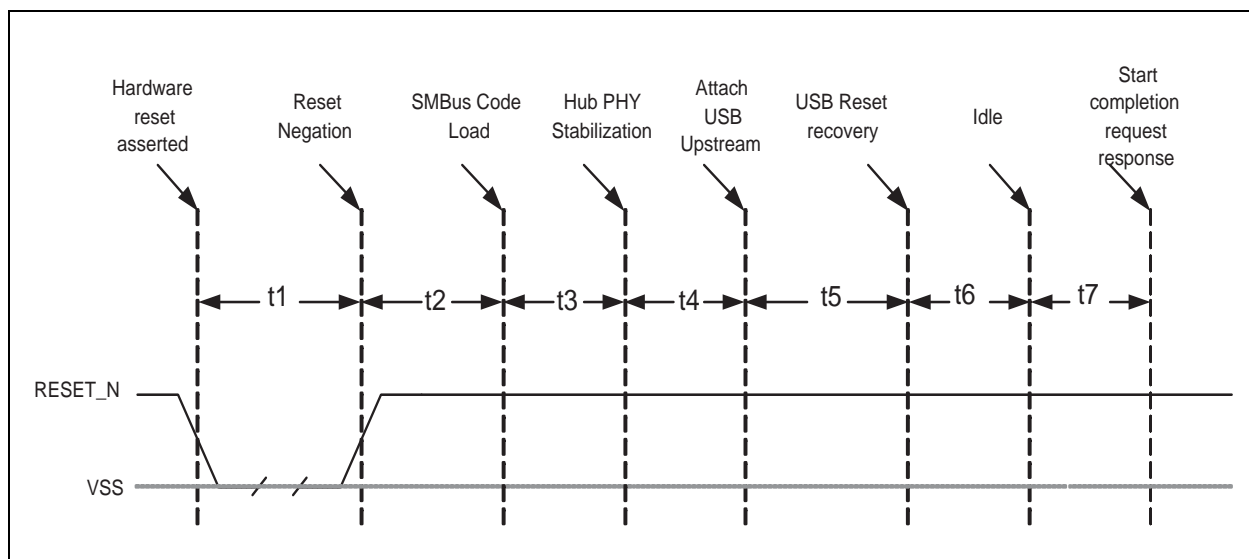 Hardware
reset
asserted
Reset
Negation
SMBus Code
Load
Hub PHY
Stabilization
Attach
USB
Upstream
USB Reset
recovery
Idle
Start
completion
request
response
t1
t2
t3
t4
t5
t6
t7
RESET_N
VSS